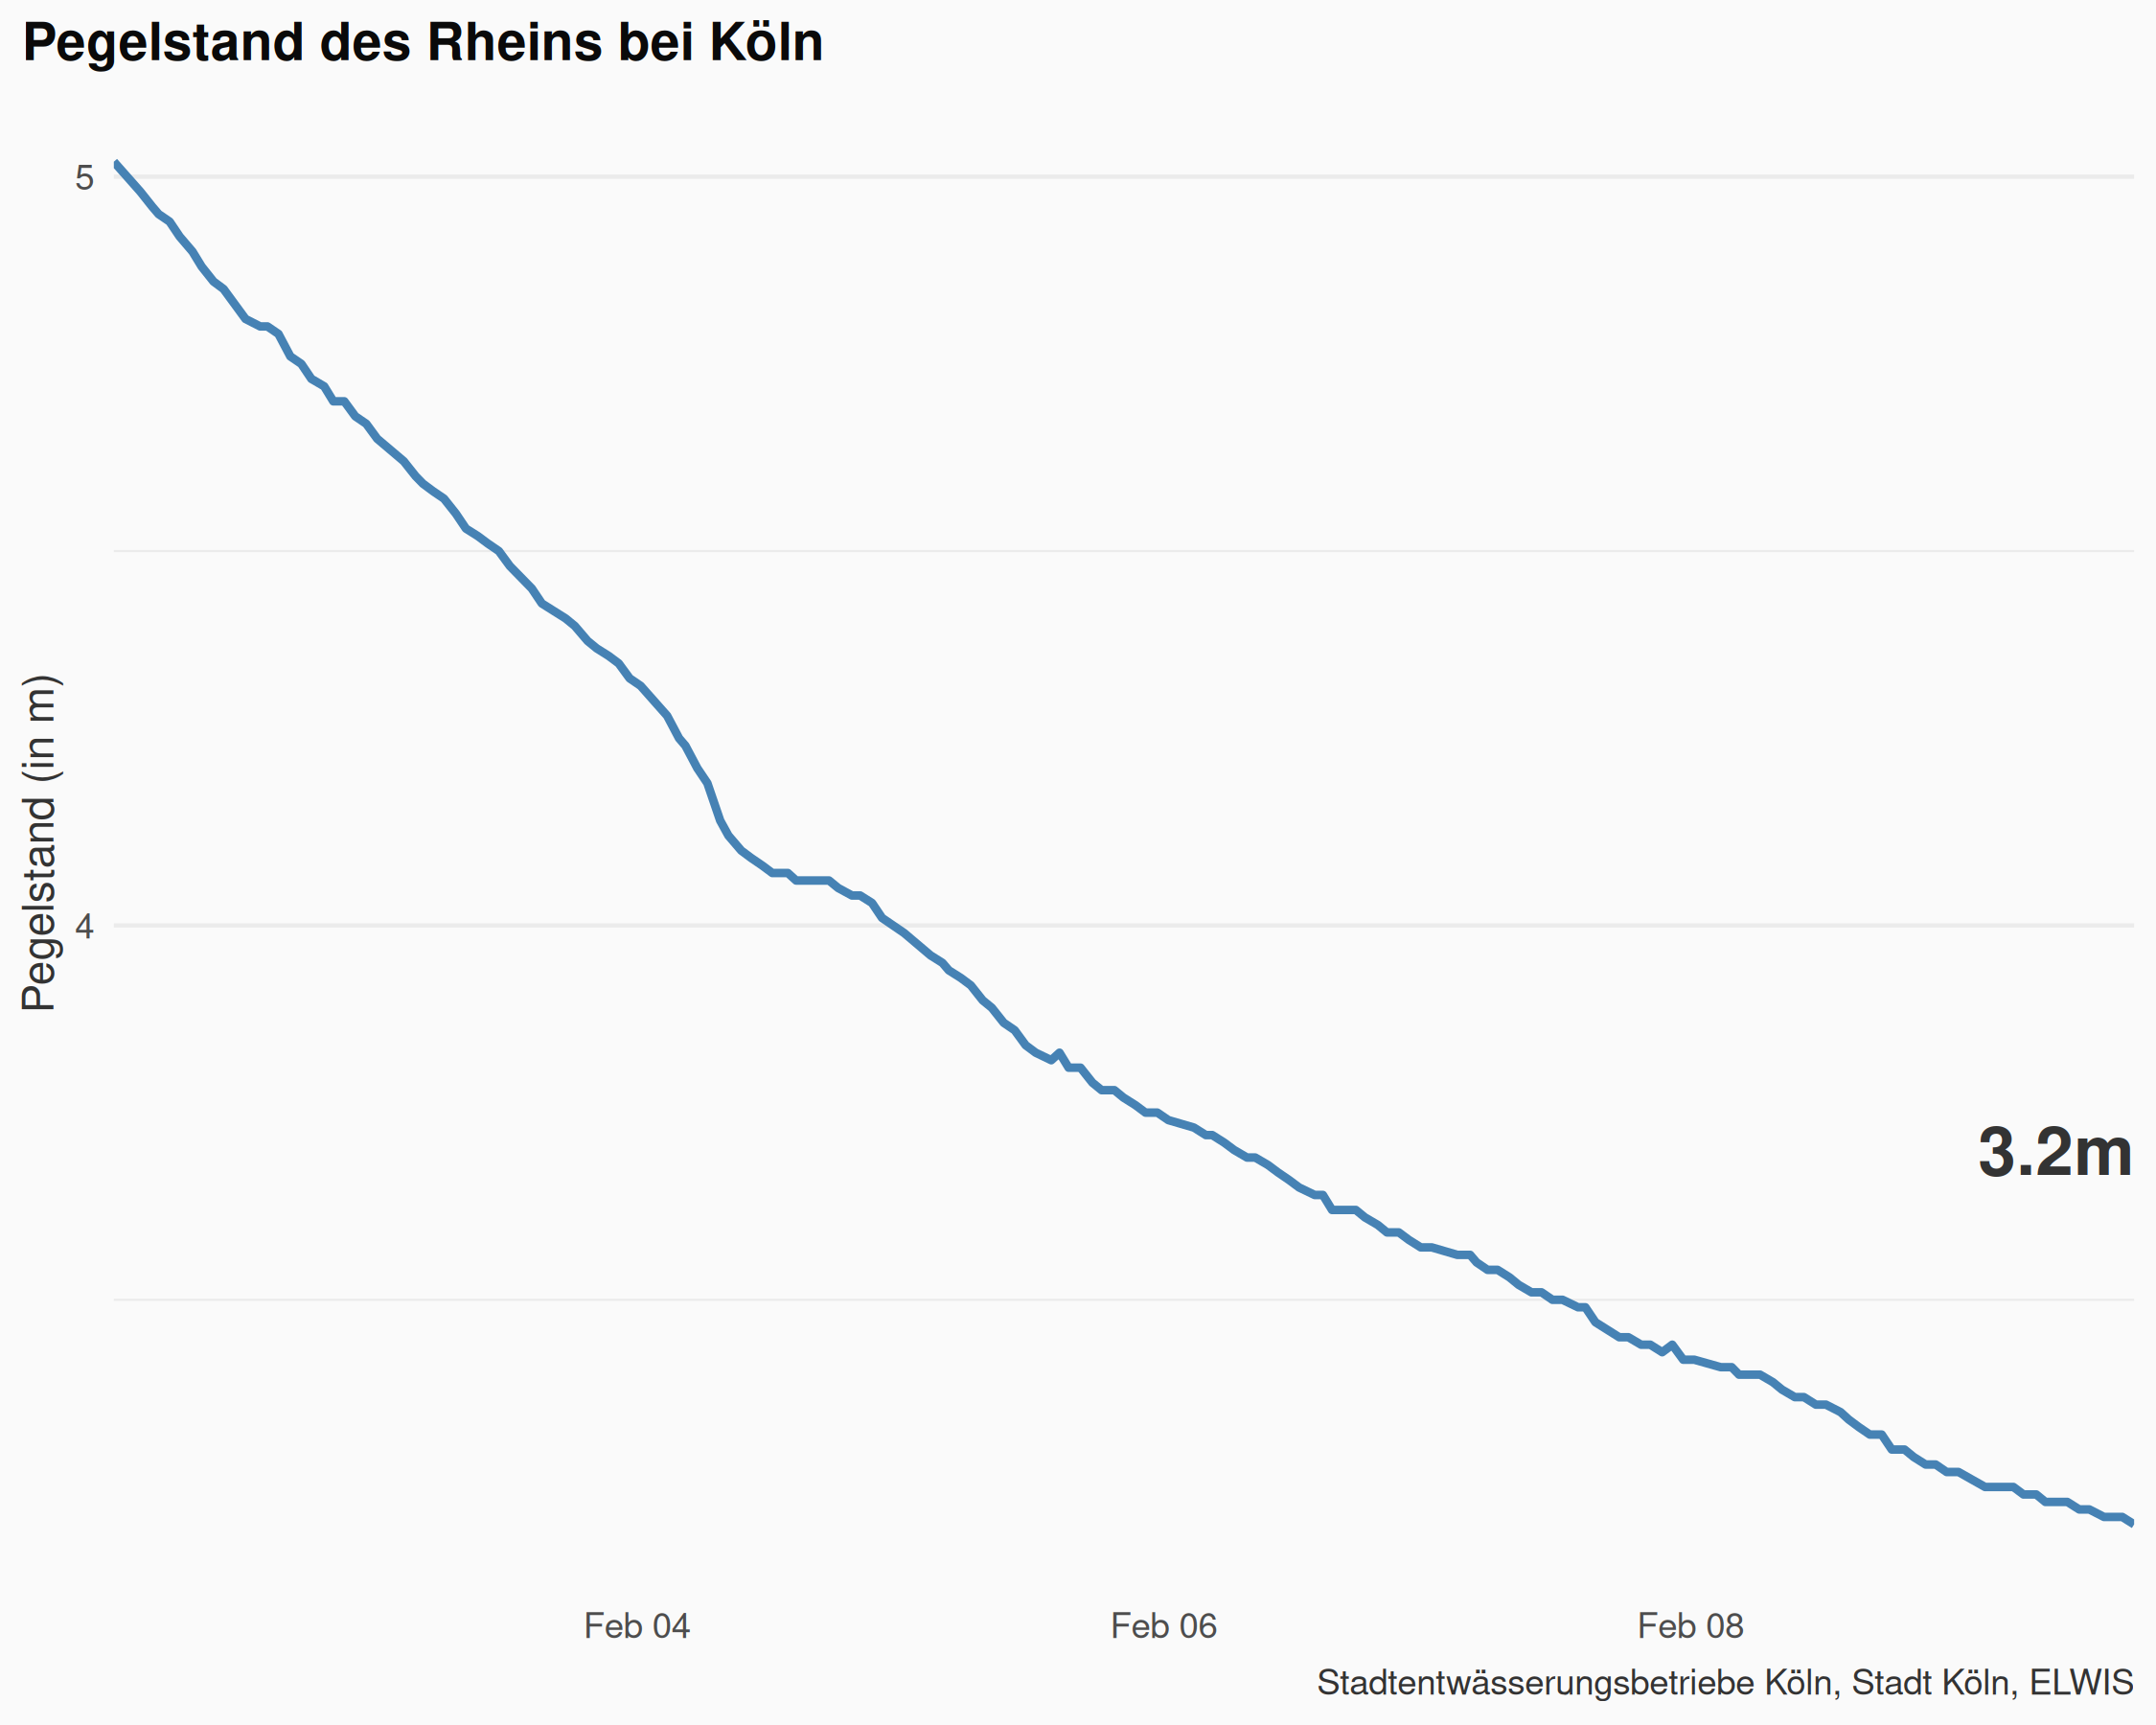 Pegelstand des Rheins bei Köln
5
Pegelstand (in m)
4
3.2m
Feb 04
Feb 06
Feb 08
Stadtentwässerungsbetriebe Köln, Stadt Köln, ELWIS